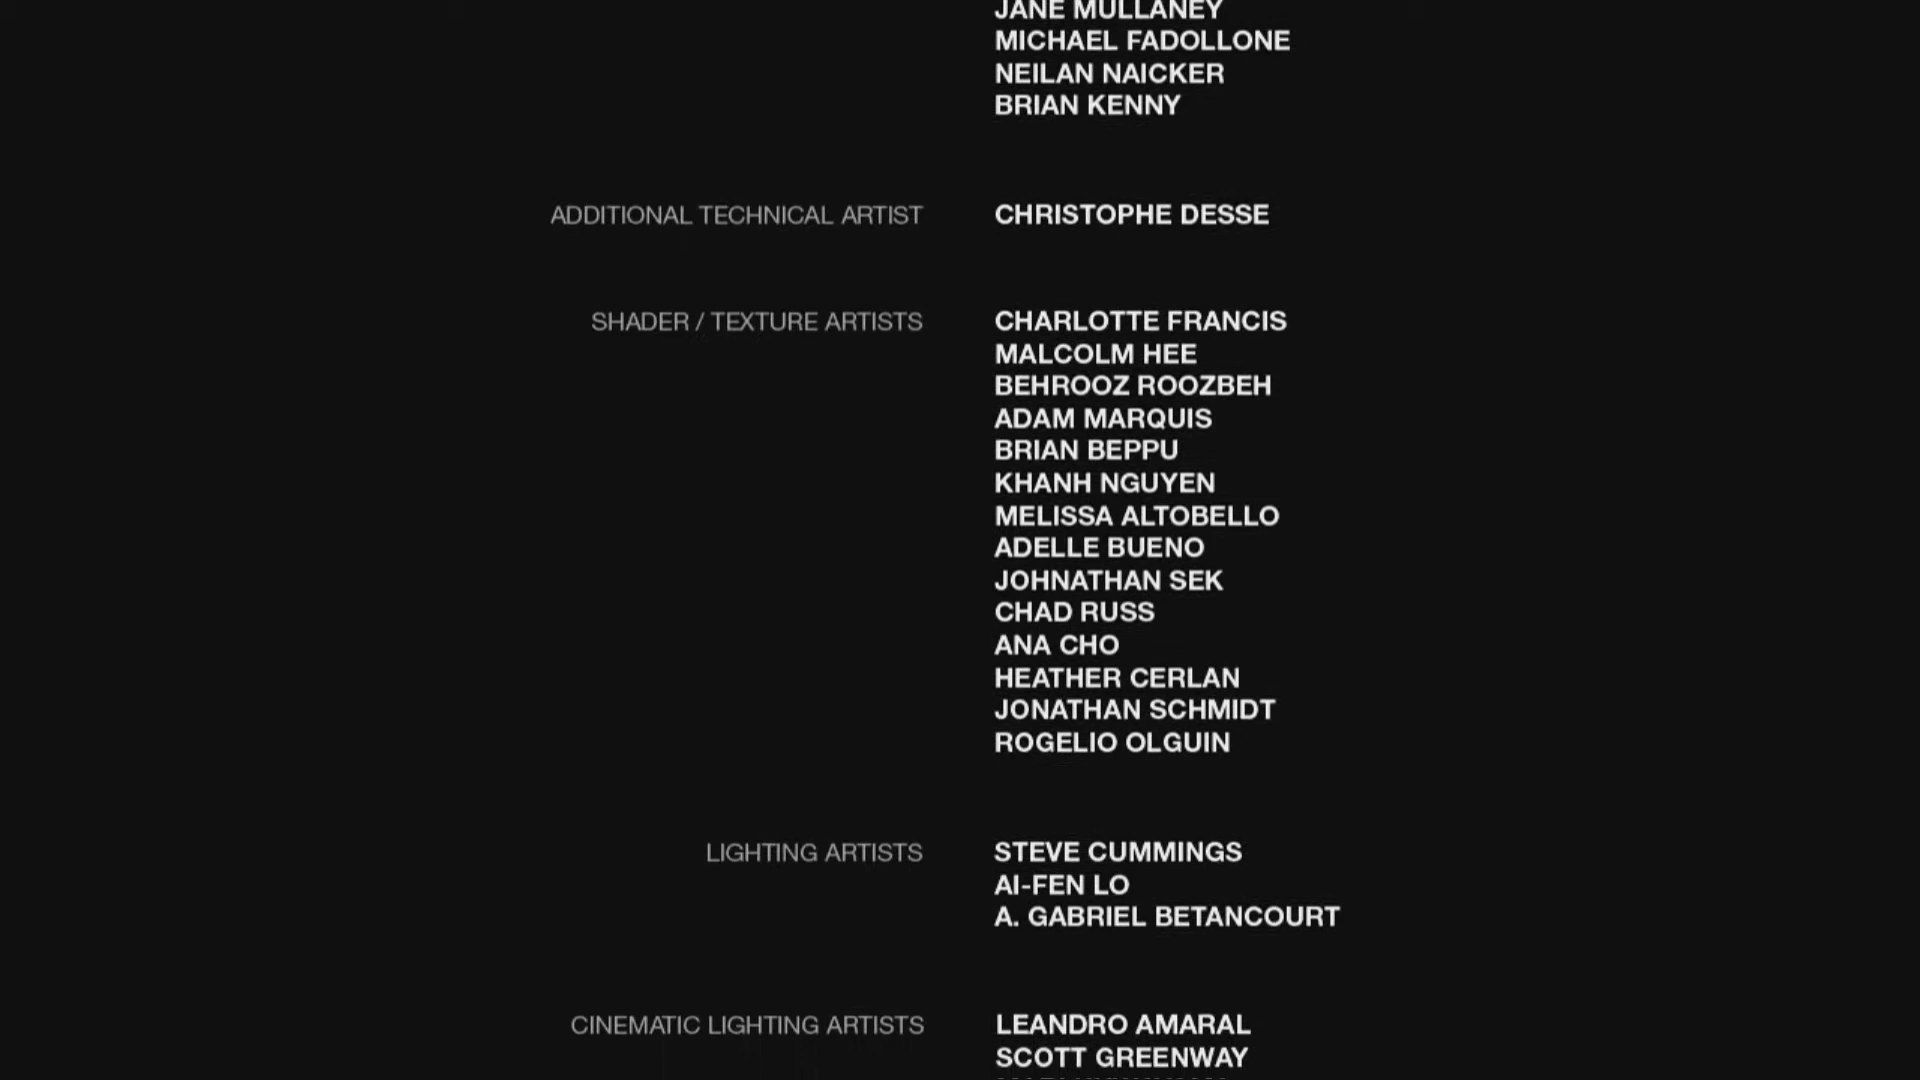 JANE MULLANEY
MICHAEL FADOLLONE
NEILAN NAICKER
BRIAN KENNY
ADDITIONAL TECHNICAL ARTIST CHRISTOPHE DESSE
SHADER / TEXTURE ARTISTS CHARLOTTE FRANCIS
MALCOLM HEE
BEHROOZ ROOZBEH
ADAM MARQUIS
BRIAN BEPPU
KHANH NGUYEN
MELISSA ALTOBELLO
ADELLE BUENO
JOHNATHAN SEK
CHAD RUSS
ANA CHO
HEATHER CERLAN
JONATHAN SCHMIDT
ROGELIO OLGUIN
LIGHTING ARTISTS STEVE CUMMINGS
AI-FEN LO
A. GABRIEL BETANCOURT
CINEMATIC LIGHTING ARTISTS LEANDRO AMARAL
SCOTT GREENWAY